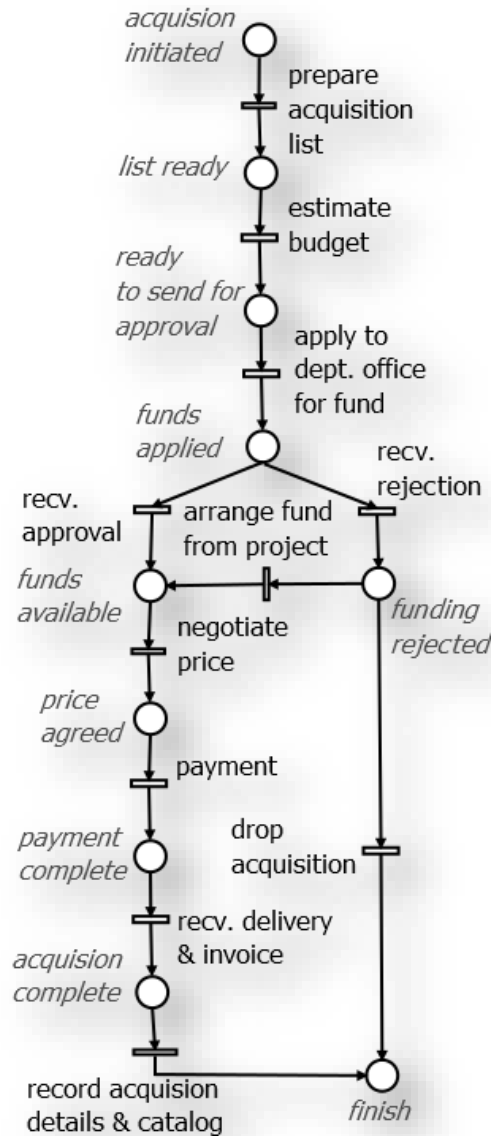 acquision
initiated
prepare
acquisition
list
list ready
estimate
budget
ready
to send for
approval
apply to
dept. office
for fund
funds
applied
recv.
rejection
recv.
approval
arrange fund
from project
funds
available
funding
rejected
negotiate
price
price
agreed
payment
drop
acquisition
payment
complete
recv. delivery
& invoice
acquision
complete
record acquision
details & catalog
finish